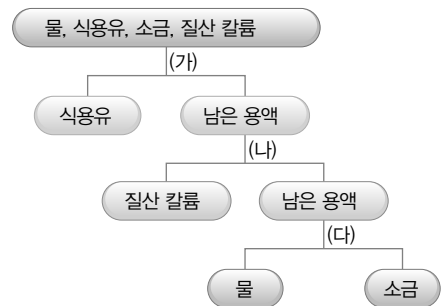 물, 식용유, 소금, 질산 칼륨
(가)
식용유
남은 용액
(나)
질산 칼륨
남은 용액
(다)
물
소금